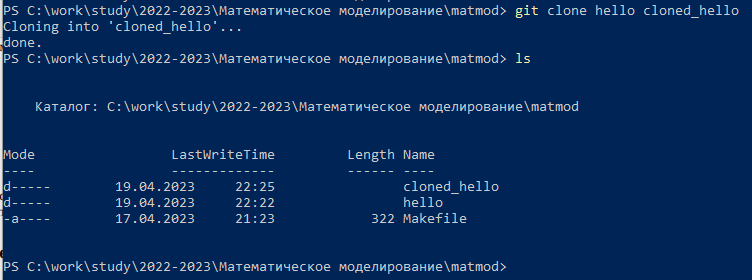 PS C:\work\study\2022-2023\Математическое моделирование\matmod> git clone hello cloned_hello
Cloning into 'cloned_hello'...
done.
PS C:\work\study\2022-2023\Математическое моделирование\matmod> ls
Каталог: C:\work\study\2022-2023\Математическое моделирование\matmod
Mode LastWriteTime Length Name
---- ------------- ------ ----
d----- 19.04.2023 22:25 cloned_hello
d----- 19.04.2023 22:22 hello
-a---- 17.04.2023 21:23 322 Makefile
PS C:\work\study\2022-2023\Математическое моделирование\matmod>